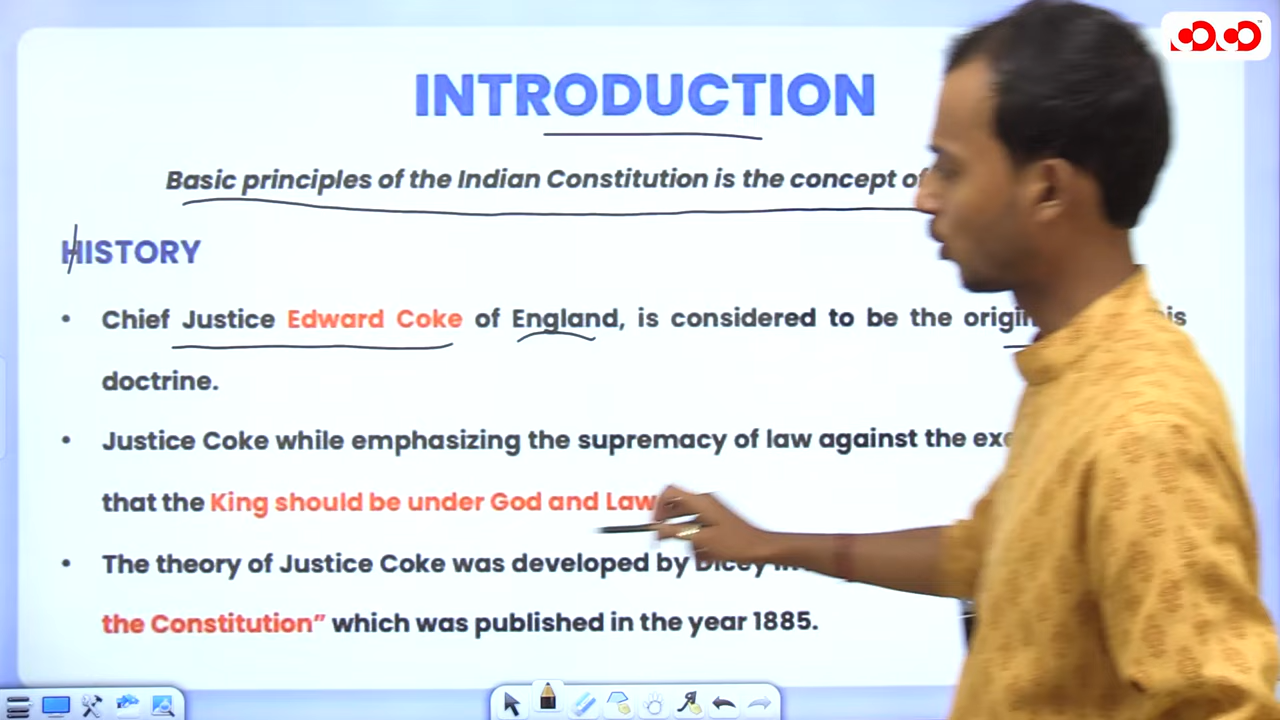 INTRODUCTION
Basic principles of the Indian Constitution is the concept of
HISTORY
• Chief Justice Edward Coke of England, is considered to be the
doctrine.
• Justice Coke while emphasizing the supremacy of law against the
that the King should be under God and Law
• The theory of Justice Coke was developed by
the Constitution” which was published in the year 1885.